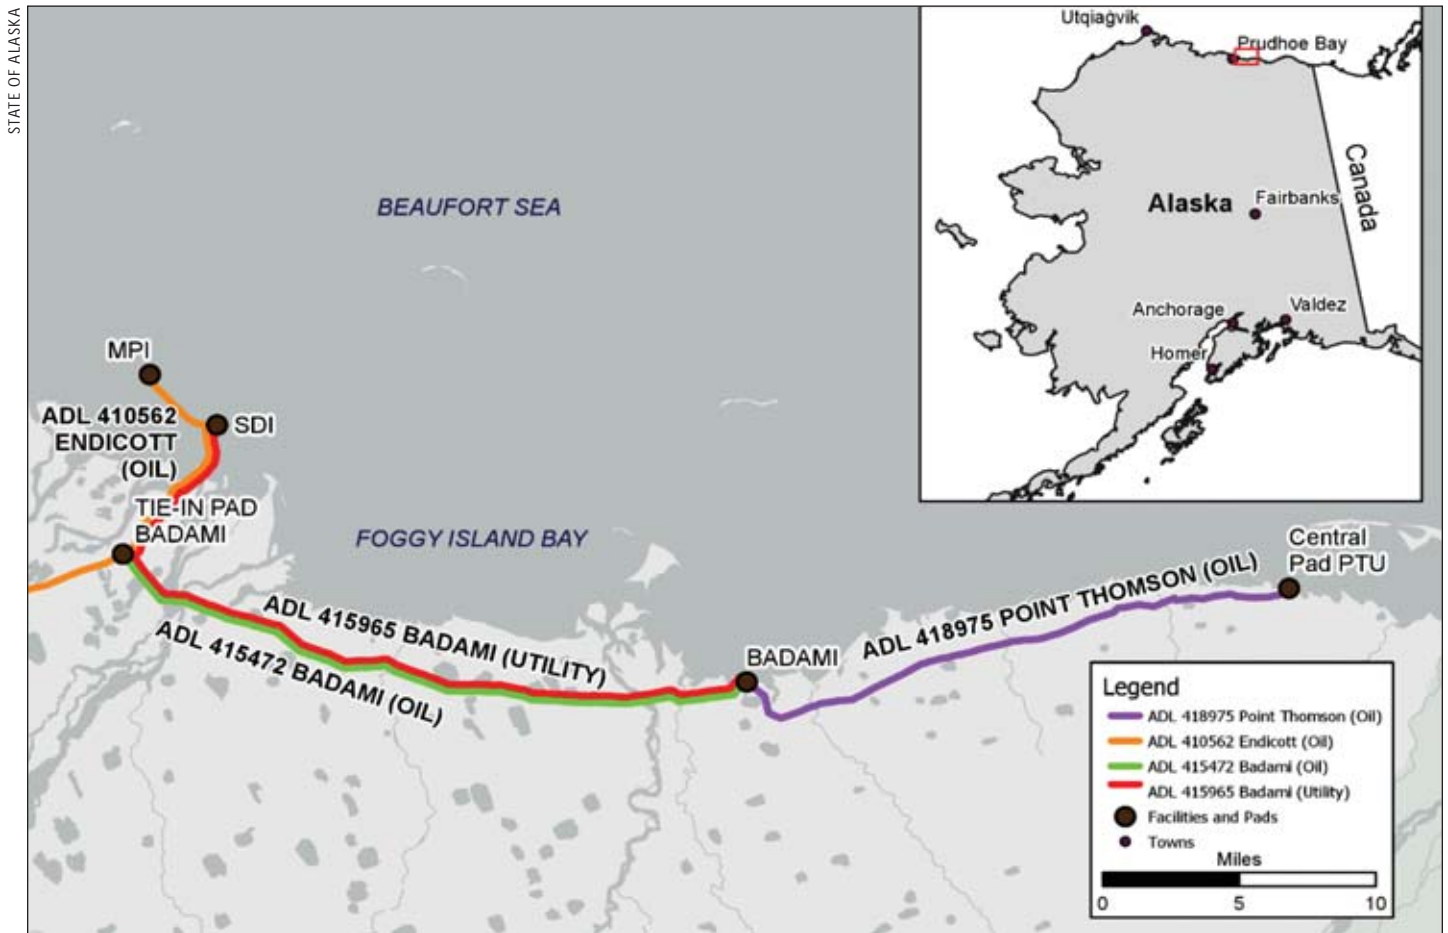 STATE OF ALASKA
Utqiaġvik
Prudhoe Bay
Canada
Alaska
Fairbanks
Anchorage
Valdez
Homer
BEAUFORT SEA
MPI
ADL 410562
ENDICOTT
(OIL)
SDI
TIE-IN PAD
BADAMI
FOGGY ISLAND BAY
Central
Pad PTU
ADL 418975 POINT THOMSON (OIL)
ADL 415965 BADAMI (UTILITY)
ADL 415472 BADAMI (OIL)
BADAMI
Legend
ADL 418975 Point Thomson (Oil)
ADL 410562 Endicott (Oil)
ADL 415472 Badami (Oil)
ADL 415965 Badami (Utility)
Facilities and Pads
Towns
Miles
0 5 10